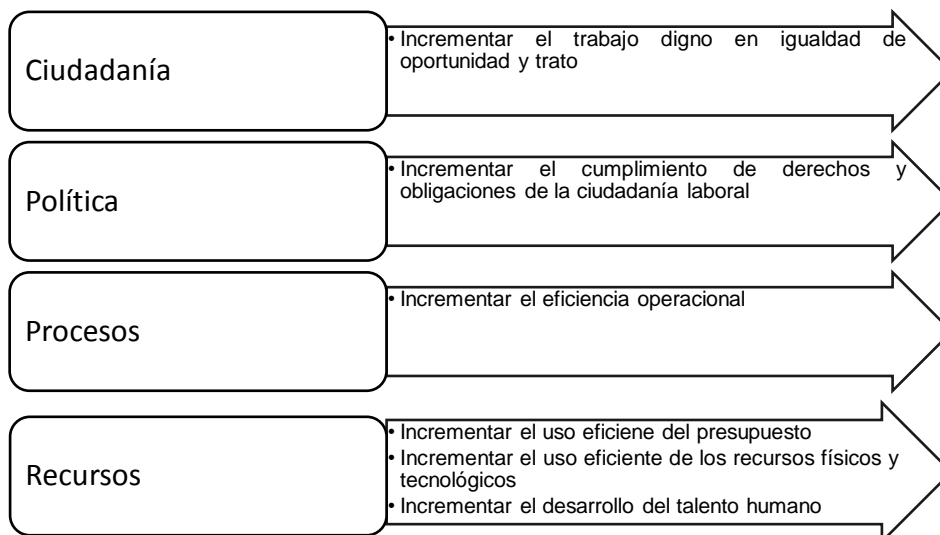 Ciudadanía
• Incrementar el trabajo digno en igualdad de
oportunidad y trato
Política
• Incrementar el cumplimiento de derechos y
obligaciones de la ciudadanía laboral
Procesos
• Incrementar el eficiencia operacional
Recursos
• Incrementar el uso eficiene del presupuesto
• Incrementar el uso eficiente de los recursos físicos y
tecnológicos
• Incrementar el desarrollo del talento humano